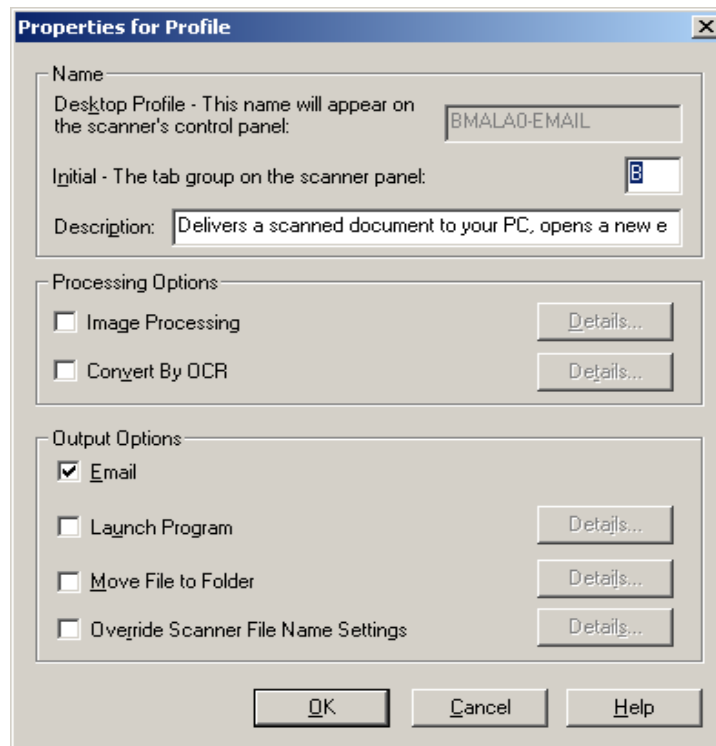 Properties for Profile
Name
Desktop Profile - This name will appear on
the scanner's control panel:
BMALA0-EMAIL
Initial - The tab group on the scanner panel:
B
Description:
Delivers a scanned document to your PC, opens a new e
Processing Options
Image Processing
Details...
Convert By OCR
Details...
Output Options
Email
Launch Program
Details...
Move File to Folder
Details...
Override Scanner File Name Settings
Details...
OK
Cancel
Help